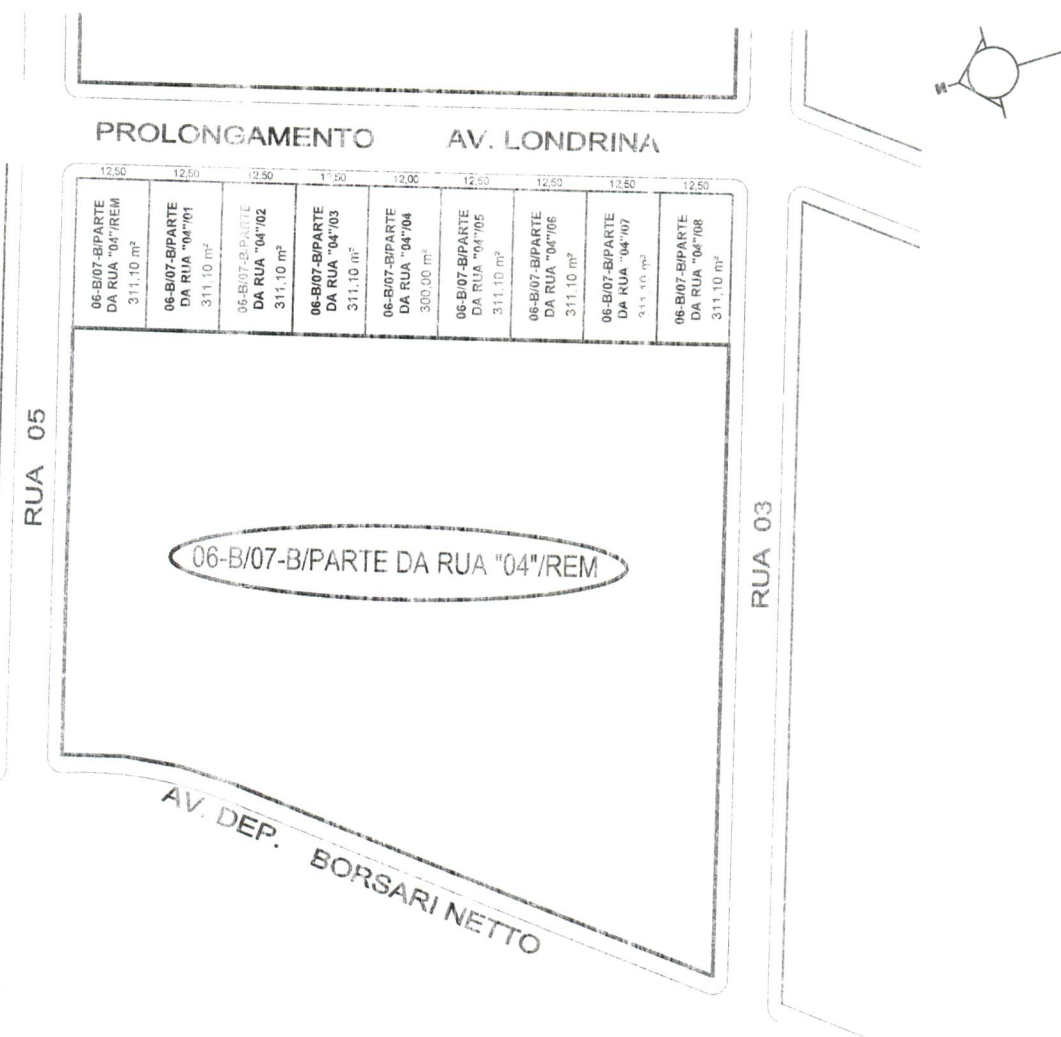 N
PROLONGAMENTO AV. LONDRINA
12,50 12,50 12,50 12,50 12,00 12,50 12,50 12,50 12,50
06-B/07-B/PARTE
DA RUA "04"/REM
311,10 m²
06-B/07-B/PARTE
DA RUA "04"/01
311,10 m²
06-B/07-B/PARTE
DA RUA "04"/02
311,10 m²
06-B/07-B/PARTE
DA RUA "04"/03
311,10 m²
06-B/07-B/PARTE
DA RUA "04"/04
300,00 m²
06-B/07-B/PARTE
DA RUA "04"/05
311,10 m²
06-B/07-B/PARTE
DA RUA "04"/06
311,10 m²
06-B/07-B/PARTE
DA RUA "04"/07
311,10 m²
06-B/07-B/PARTE
DA RUA "04"/08
311,10 m²
RUA 05
06-B/07-B/PARTE DA RUA "04"/REM
RUA 03
AV. DEP. BORSARI NETTO